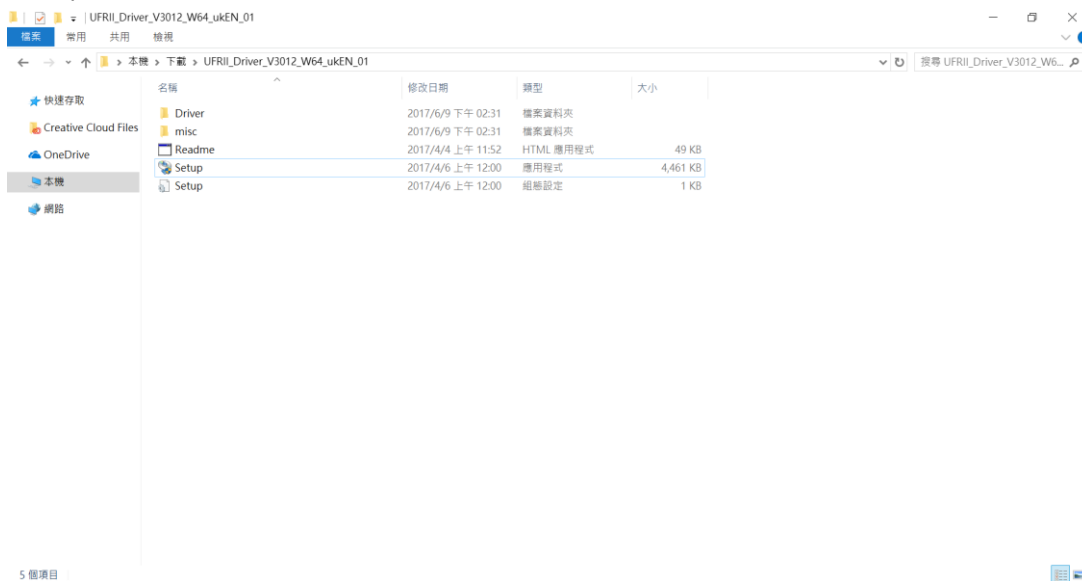 UFRII_Driver_V3012_W64_ukEN_01
檔案 常用 共用 檢視
本機 > 下載 > UFRII_Driver_V3012_W64_ukEN_01
搜尋 UFRII_Driver_V3012_W6...
名稱 修改日期 類型 大小
快速存取
Creative Cloud Files
OneDrive
本機
網路
Driver 2017/6/9 下午 02:31 檔案資料夾
misc 2017/6/9 下午 02:31 檔案資料夾
Readme 2017/4/4 上午 11:52 HTML 應用程式 49 KB
Setup 2017/4/6 上午 12:00 應用程式 4,461 KB
Setup 2017/4/6 上午 12:00 組態設定 1 KB
5 個項目